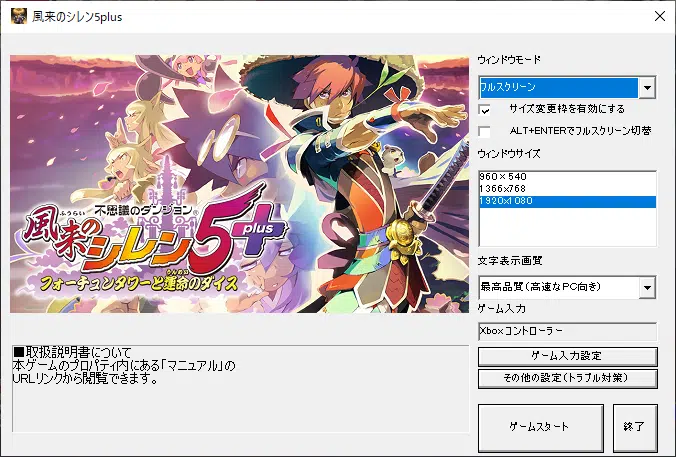 風来のシレン5plus
ウィンドウモード
フルスクリーン
サイズ変更枠を有効にする
ALT+ENTERでフルスクリーン切替
ウィンドウサイズ
960×540
1366x768
1920x1080
文字表示画質
最高品質(高速なPC向き)
ゲーム入力
Xboxコントローラー
ゲーム入力設定
その他の設定(トラブル対策)
ゲームスタート
終了
不思議のダンジョン
ふうらい
風来の
シレン5plus
うんめい
フォーチュンタワーと運命のダイス
■取扱説明書について
本ゲームのプロパティ内にある「マニュアル」の
URLリンクから閲覧できます。